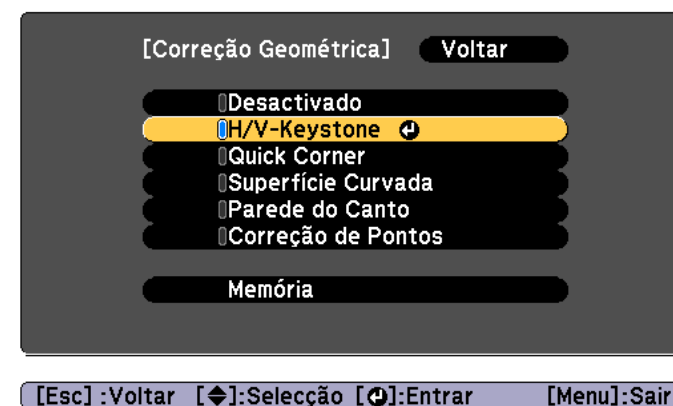 [Correção Geométrica] Voltar
Desactivado
H/V-Keystone
Quick Corner
Superfície Curvada
Parede do Canto
Correção de Pontos
Memória
[Esc] :Voltar [◆]:Selecção [↵]:Entrar [Menu]:Sair